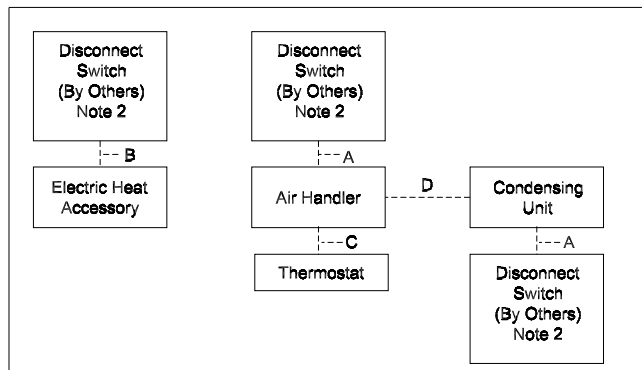 Disconnect
Switch
(By Others)
Note 2
B
Electric Heat
Accessory
Disconnect
Switch
(By Others)
Note 2
A
Air Handler
D
Condensing
Unit
C
Thermostat
A
Disconnect
Switch
(By Others)
Note 2